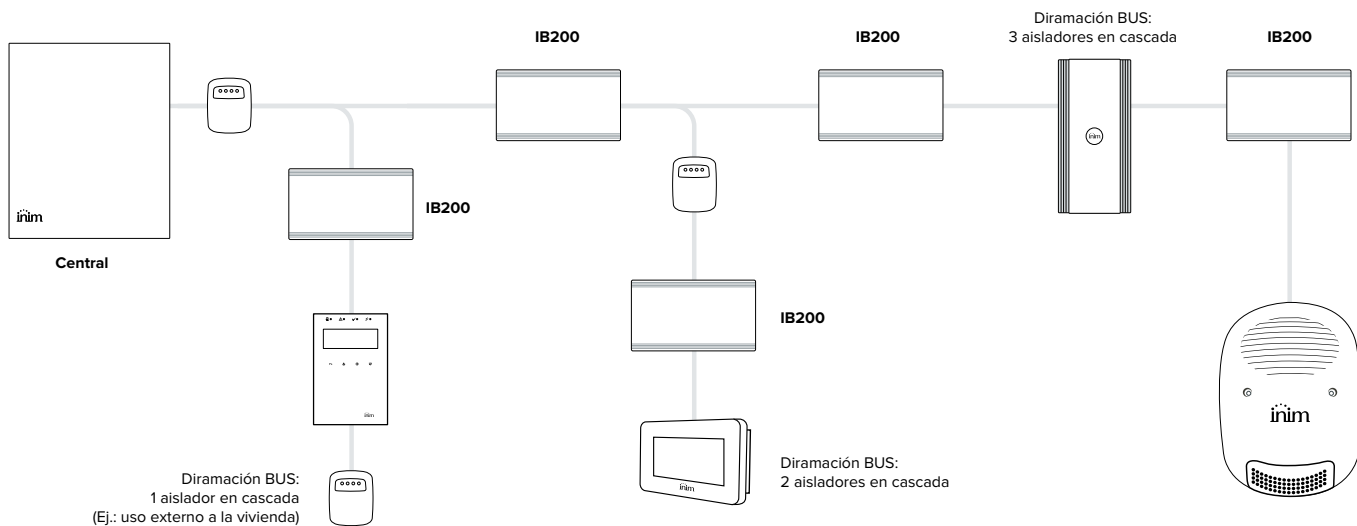 Diramación BUS:
3 aisladores en cascada
IB200
IB200
IB200
inim
inim
Central
IB200
IB200
inim
inim
inim
Diramación BUS:
2 aisladores en cascada
Diramación BUS:
1 aislador en cascada
(Ej.: uso externo a la vivienda)